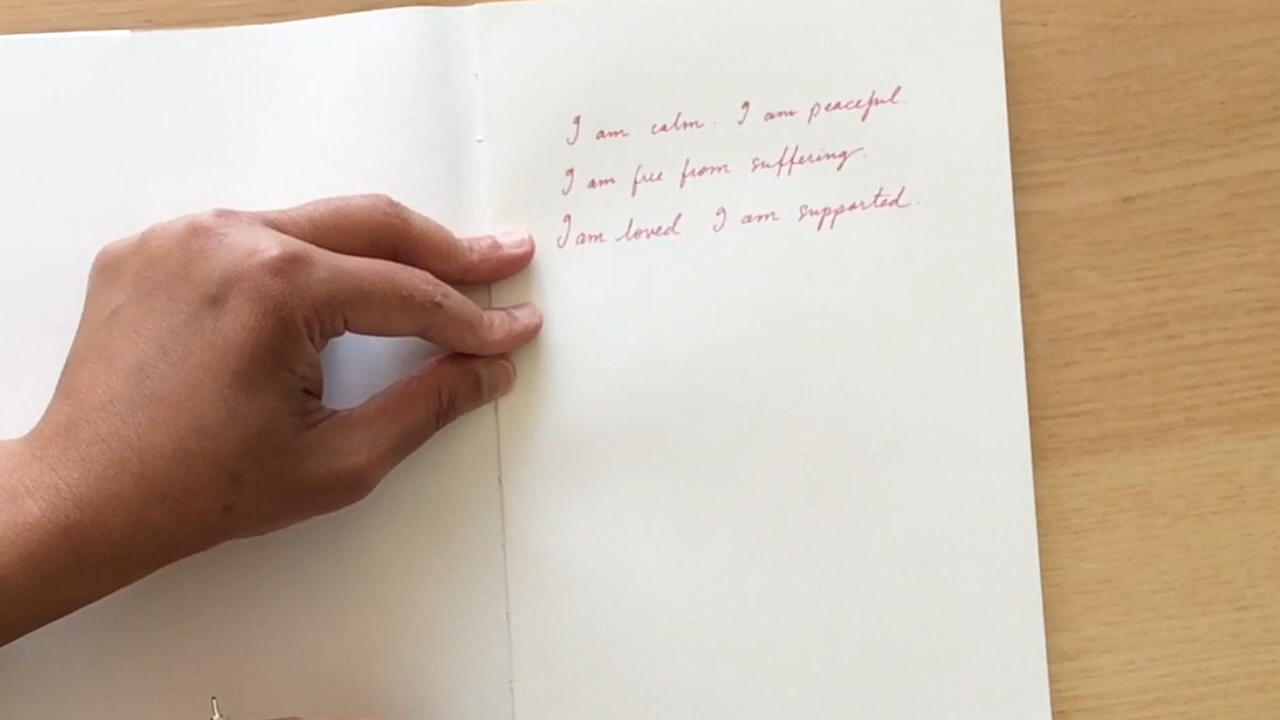 I am calm. I am peaceful.
I am free from suffering.
I am loved I am supported.